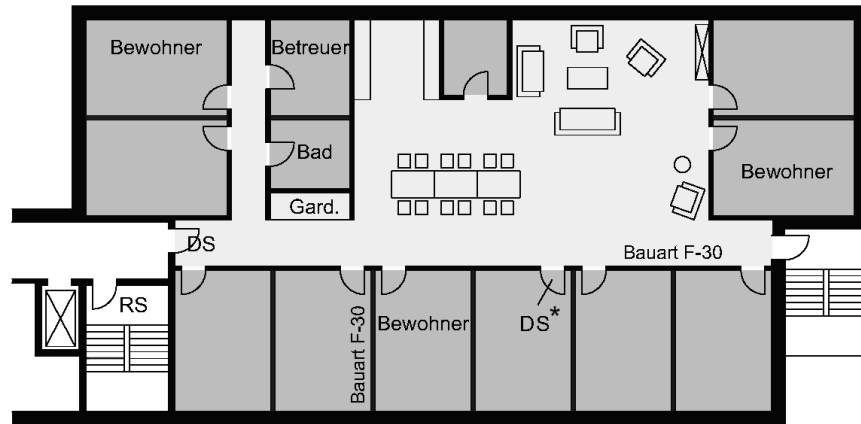 Bewohner
Betreuer
Bad
Bewohner
Gard.
DS
Bauart F-30
RS
Bauart F-30
Bewohner
DS*